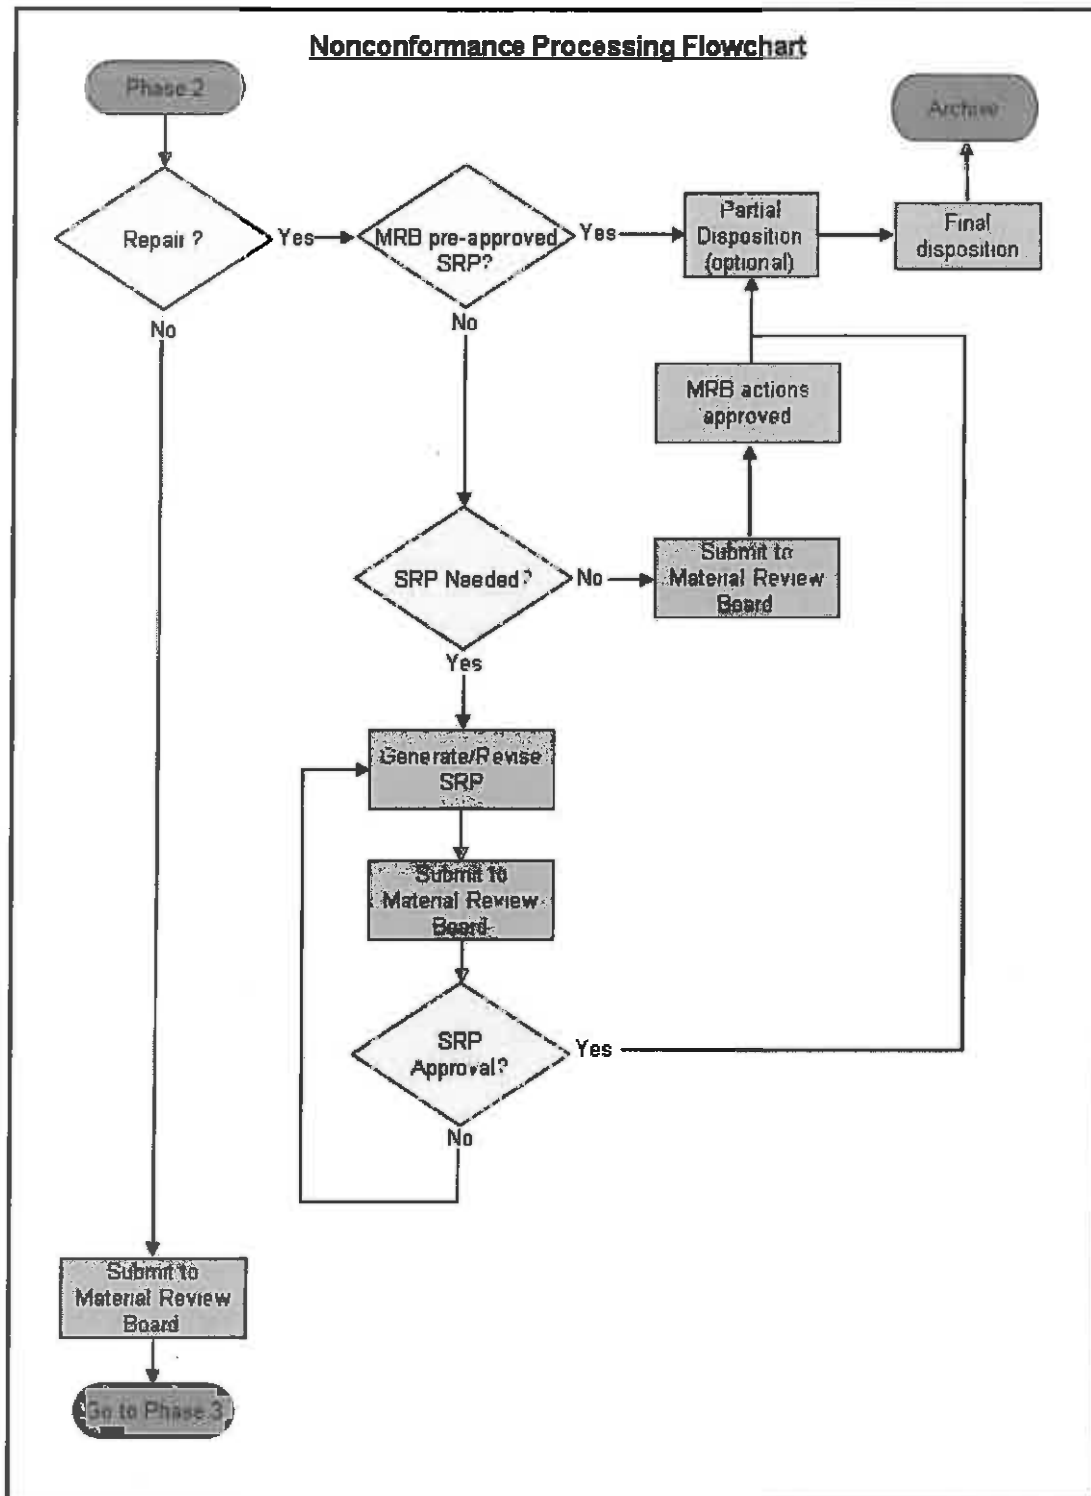 Nonconformance Processing Flowchart
Phase 2
Archive
Repair ?
Yes
MRB pre-approved
SRP?
Yes
Partial
Disposition
(optional)
Final
disposition
No
No
MRB actions
approved
SRP Needed?
No
Submit to
Material Review
Board
Yes
Generate/Revise
SRP
Submit to
Material Review
Board
SRP
Approval?
Yes
No
Submit to
Material Review
Board
Go to Phase 3